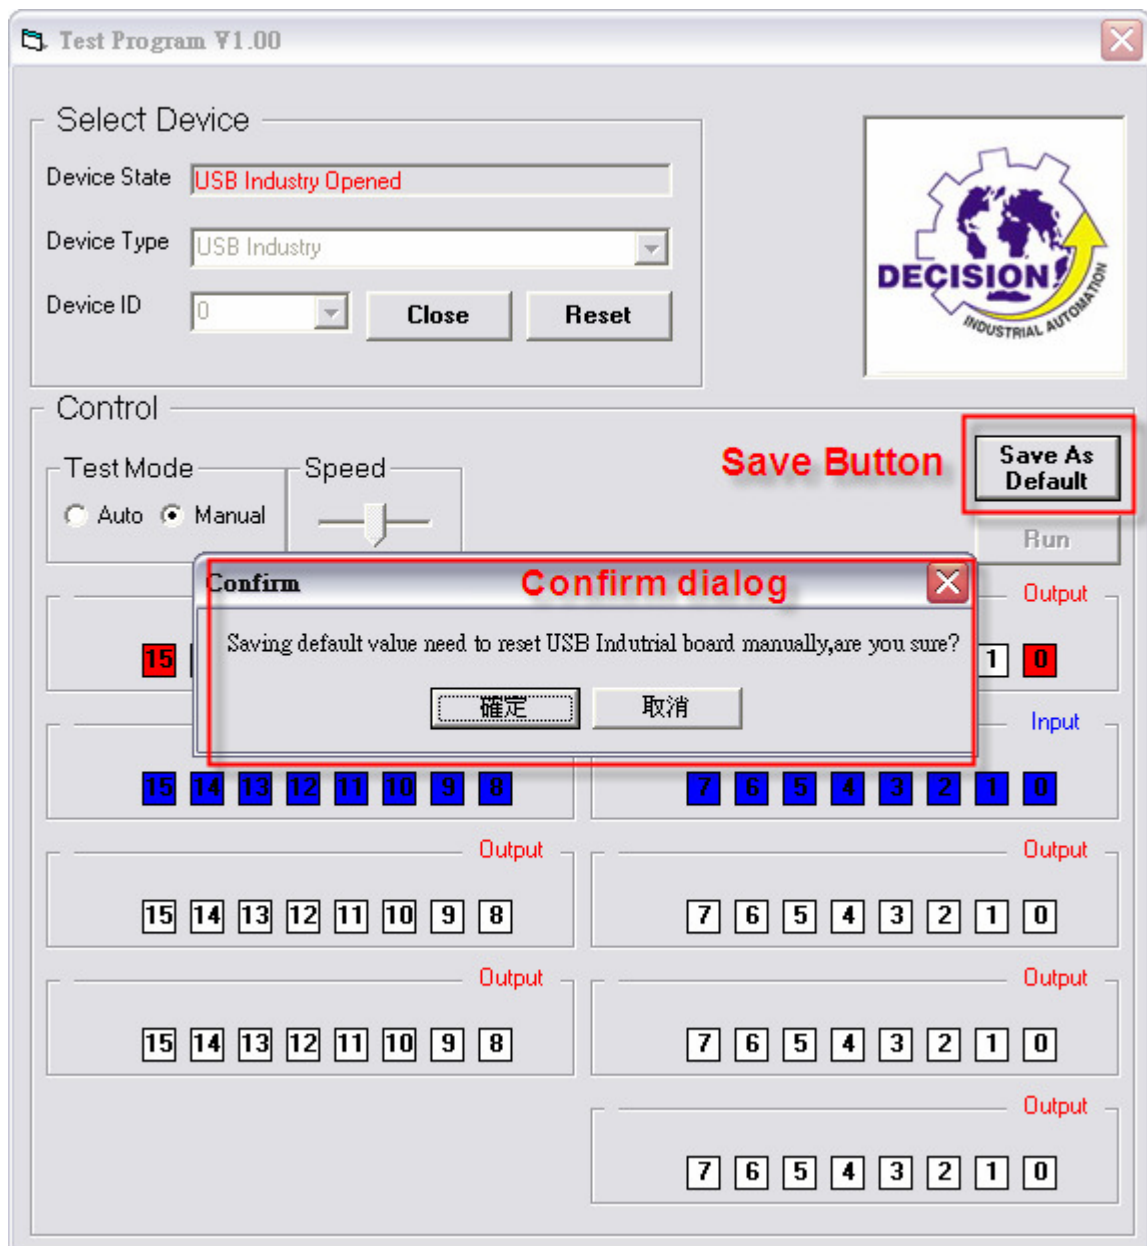 Test Program V1.00
Select Device
Device State USB Industry Opened
Device Type USB Industry
Device ID 0 Close Reset
DECISION
INDUSTRIAL AUTOMATION
Control
Test Mode
Auto Manual
Speed
Save Button
Save As
Default
Run
Confirm
Confirm dialog
Saving default value need to reset USB Indutrial board manually,are you sure?
確定 取消
Output
15 1 0
Input
15 14 13 12 11 10 9 8 7 6 5 4 3 2 1 0
Output Output
15 14 13 12 11 10 9 8 7 6 5 4 3 2 1 0
Output Output
15 14 13 12 11 10 9 8 7 6 5 4 3 2 1 0
Output
7 6 5 4 3 2 1 0